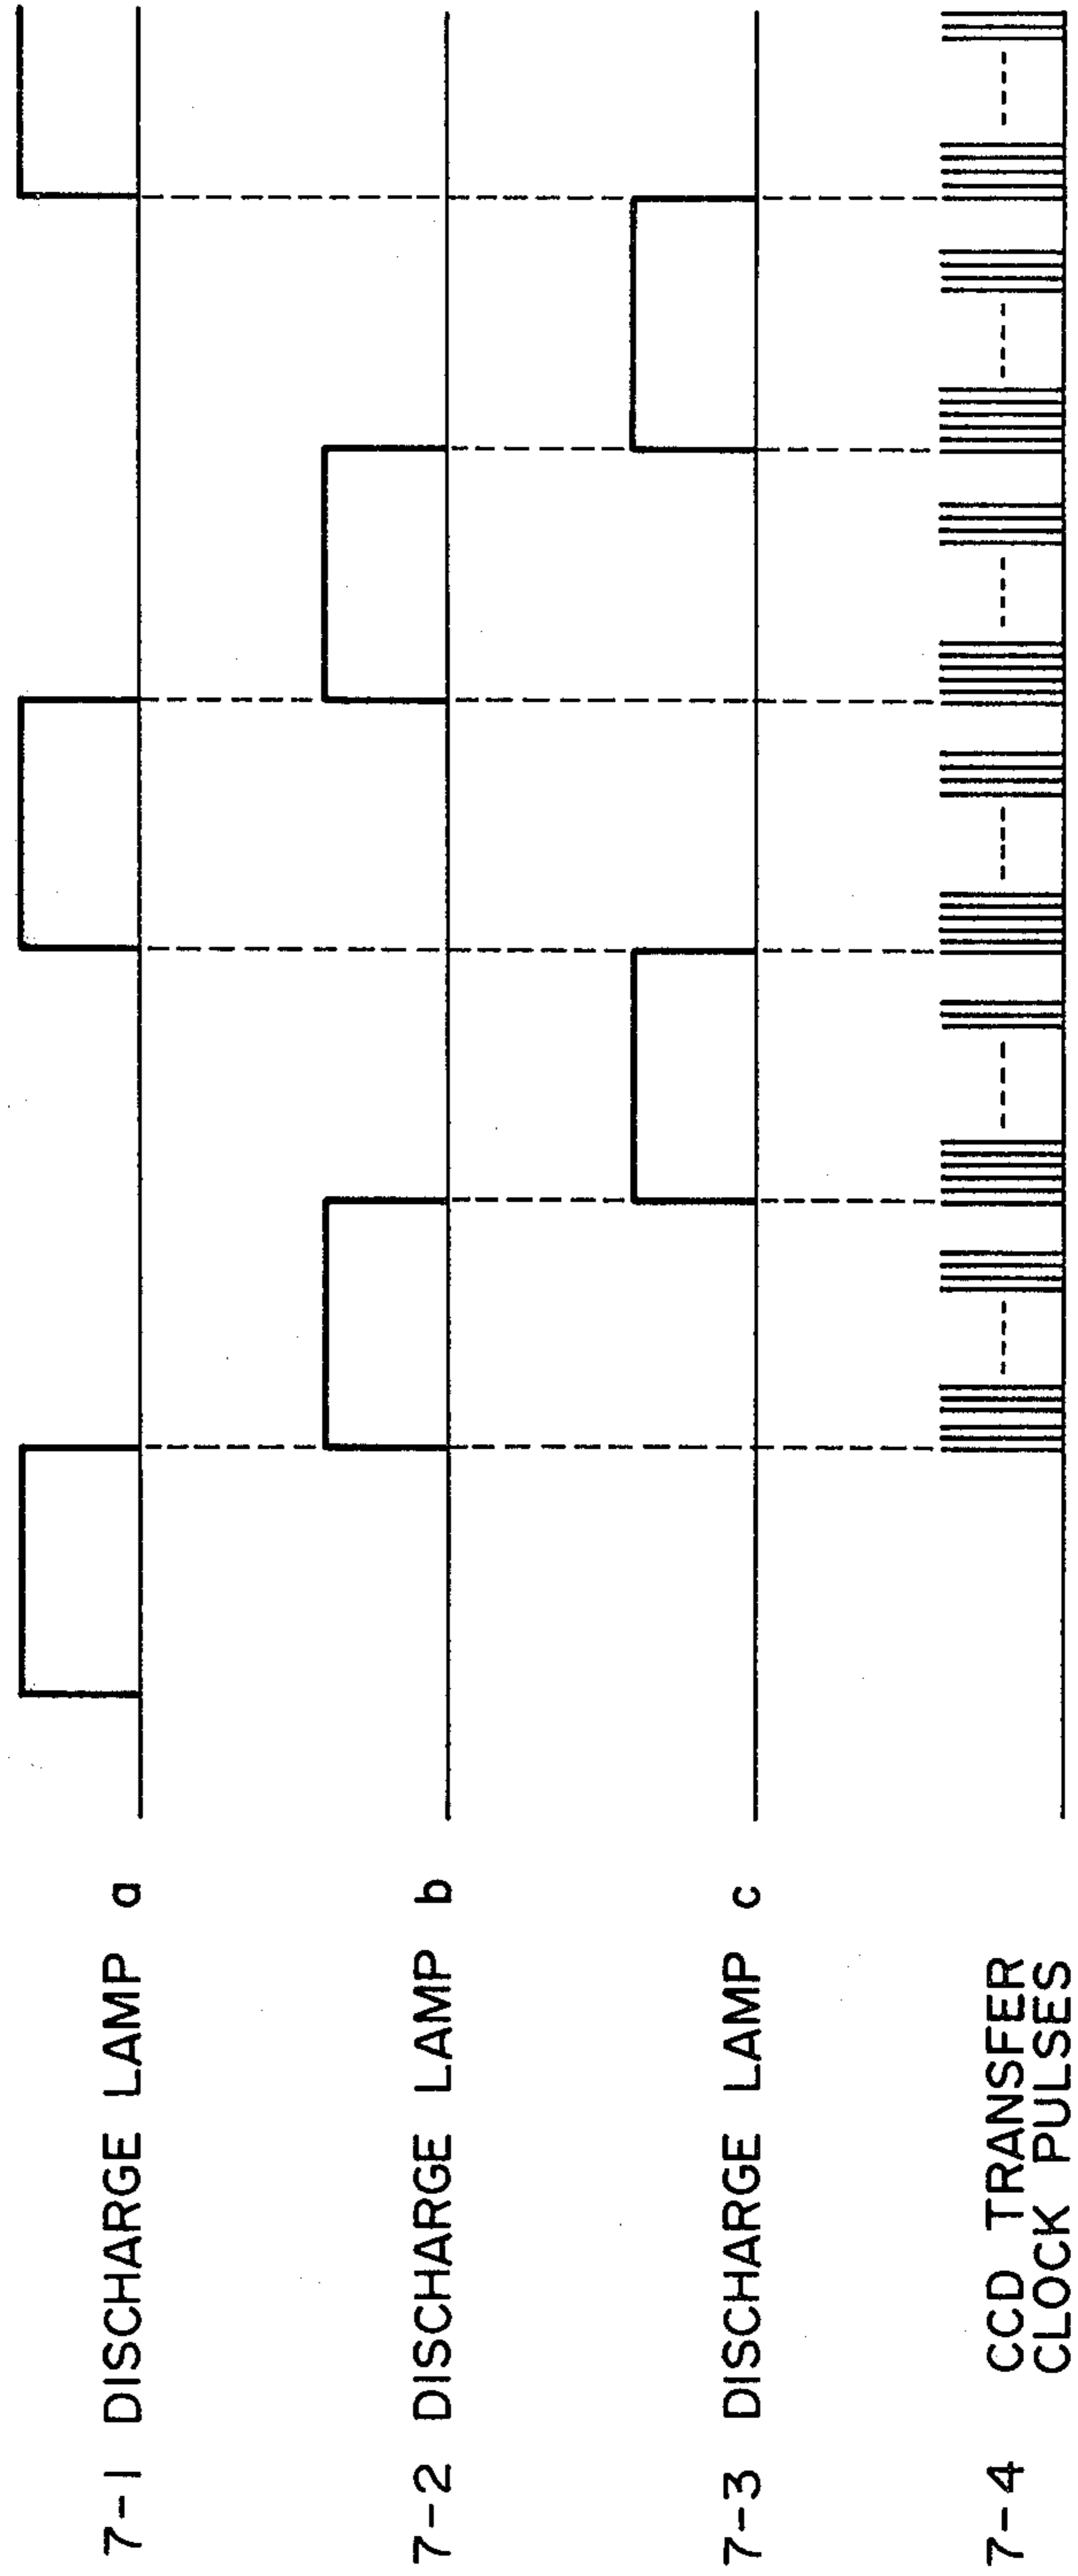 7-1 DISCHARGE LAMP a
7-2 DISCHARGE LAMP b
7-3 DISCHARGE LAMP c
7-4 CCD TRANSFER
CLOCK PULSES